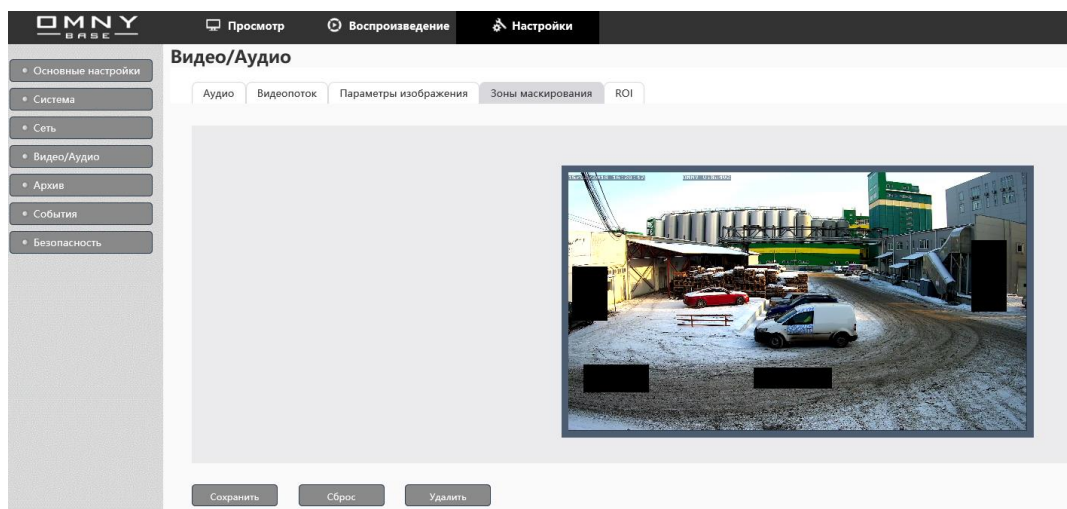 OMNY
BASE
Просмотр
Воспроизведение
Настройки
Видео/Аудио
Основные настройки
Система
Сеть
Видео/Аудио
Архив
События
Безопасность
Аудио
Видеопоток
Параметры изображения
Зоны маскирования
ROI
Сохранить
Сброс
Удалить